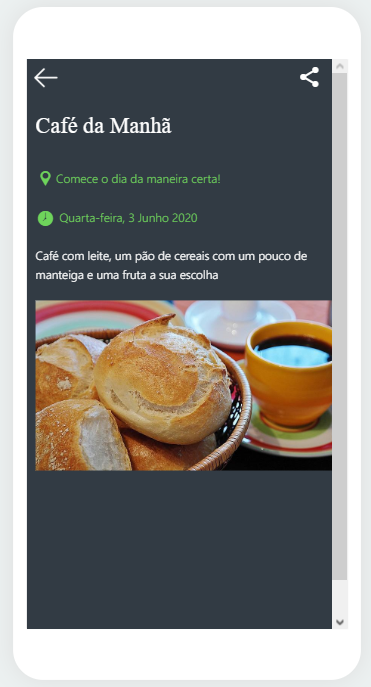 Café da Manhã
Comece o dia da maneira certa!
Quarta-feira, 3 Junho 2020
Café com leite, um pão de cereais com um pouco de
manteiga e uma fruta a sua escolha